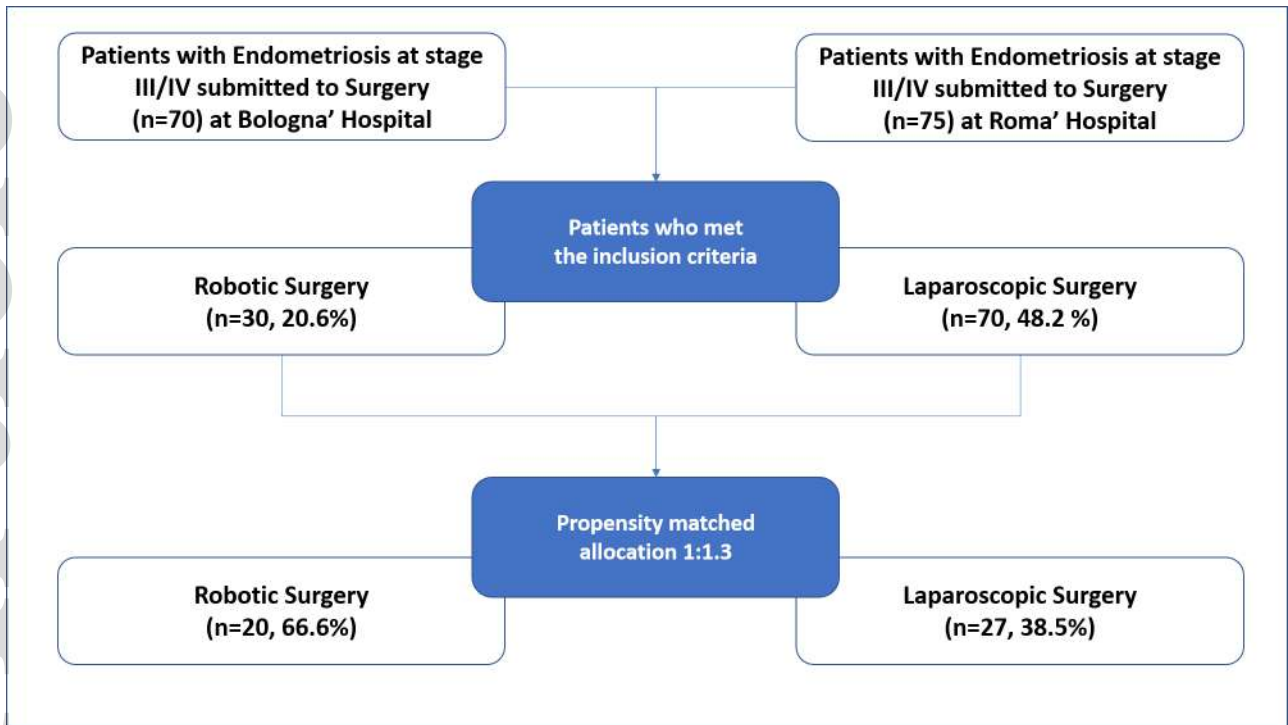 Patients with Endometriosis at stage
III/IV submitted to Surgery
(n=70) at Bologna’ Hospital
Patients with Endometriosis at stage
III/IV submitted to Surgery
(n=75) at Roma’ Hospital
Patients who met
the inclusion criteria
Robotic Surgery
(n=30, 20.6%)
Laparoscopic Surgery
(n=70, 48.2 %)
Propensity matched
allocation 1:1.3
Robotic Surgery
(n=20, 66.6%)
Laparoscopic Surgery
(n=27, 38.5%)